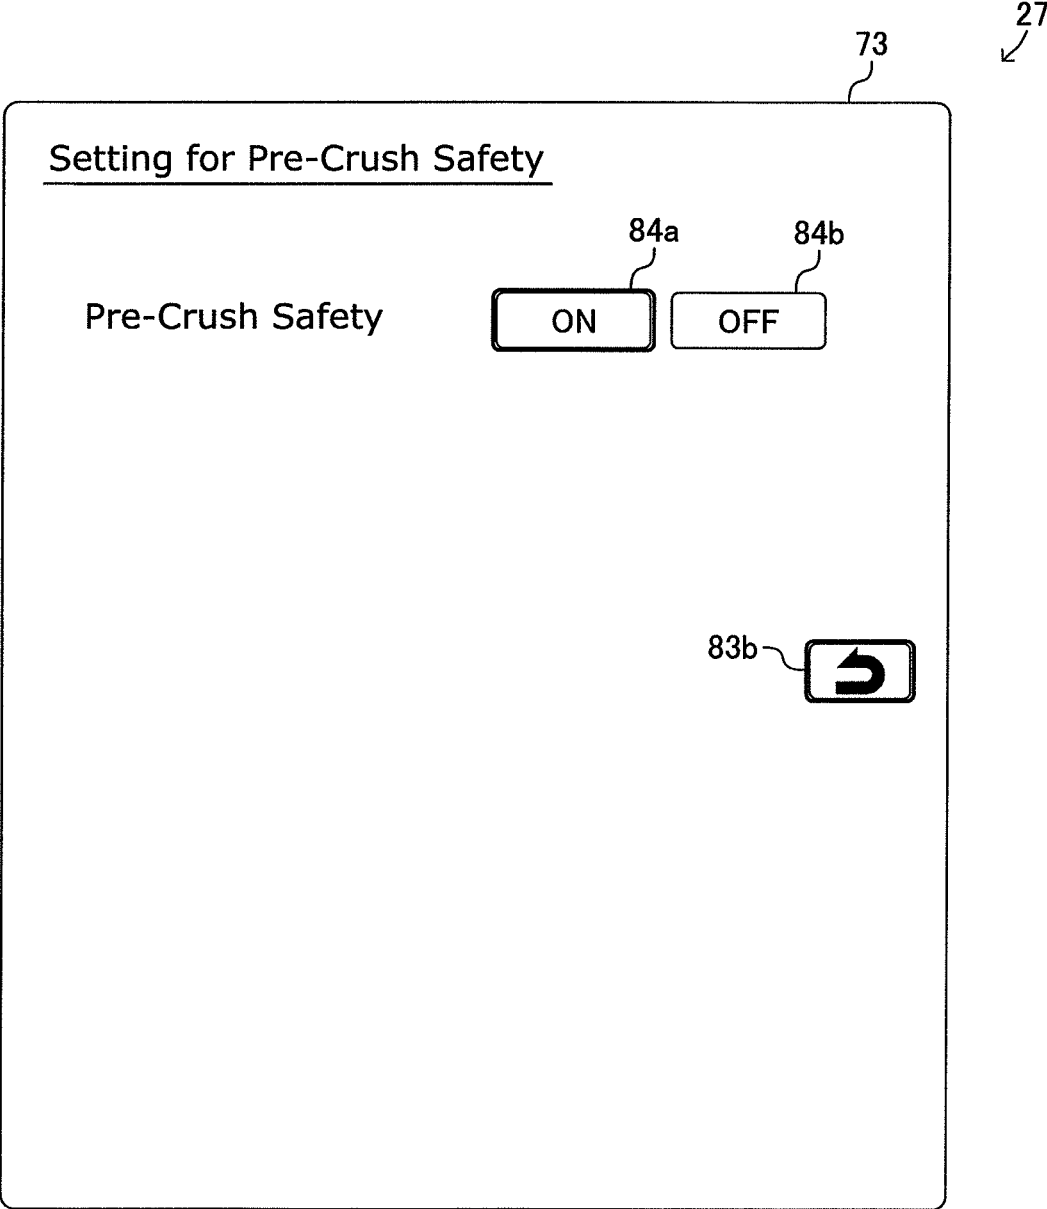 27
73
Setting for Pre-Crush Safety
84a
84b
Pre-Crush Safety
ON
OFF
83b